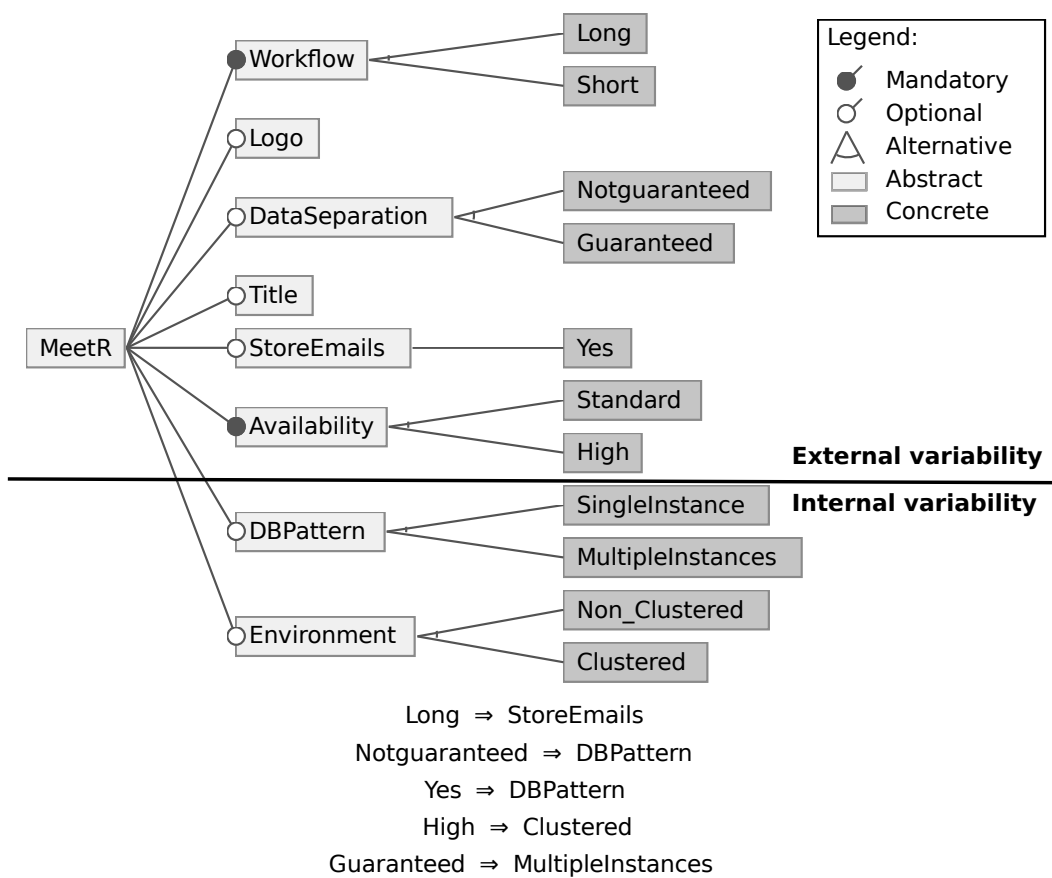 Workflow
Long
Short
Legend:
Mandatory
Optional
Alternative
Abstract
Concrete
Logo
DataSeparation
Notguaranteed
Guaranteed
Title
MeetR
StoreEmails
Yes
Availability
Standard
High
External variability
Internal variability
DBPattern
SingleInstance
MultipleInstances
Environment
Non_Clustered
Clustered
Long ⇒ StoreEmails
Notguaranteed ⇒ DBPattern
Yes ⇒ DBPattern
High ⇒ Clustered
Guaranteed ⇒ MultipleInstances